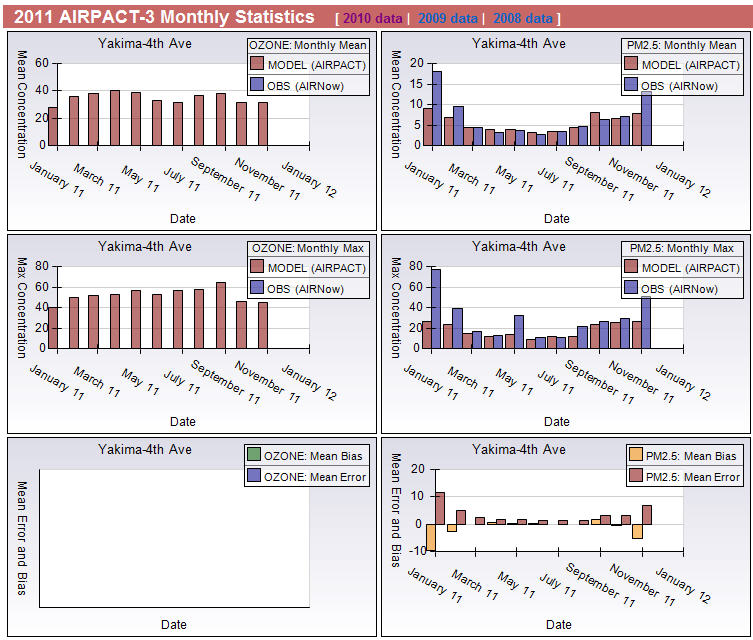 2011 AIRPACT-3 Monthly Statistics [ 2010 data | 2009 data | 2008 data ]
Yakima-4th Ave
OZONE: Monthly Mean
MODEL (AIRPACT)
OBS (AIRNow)
Mean Concentration
60
40
20
0
January 11 March 11 May 11 July 11 September 11 November 11 January 12
Date
Yakima-4th Ave
PM2.5: Monthly Mean
MODEL (AIRPACT)
OBS (AIRNow)
Mean Concentration
20
15
10
5
0
January 11 March 11 May 11 July 11 September 11 November 11 January 12
Date
Yakima-4th Ave
OZONE: Monthly Max
MODEL (AIRPACT)
OBS (AIRNow)
Max Concentration
80
60
40
20
0
January 11 March 11 May 11 July 11 September 11 November 11 January 12
Date
Yakima-4th Ave
PM2.5: Monthly Max
MODEL (AIRPACT)
OBS (AIRNow)
Max Concentration
80
60
40
20
0
January 11 March 11 May 11 July 11 September 11 November 11 January 12
Date
Yakima-4th Ave
OZONE: Mean Bias
OZONE: Mean Error
Mean Error and Bias
Date
Yakima-4th Ave
PM2.5: Mean Bias
PM2.5: Mean Error
Mean Error and Bias
20
10
0
-10
January 11 March 11 May 11 July 11 September 11 November 11 January 12
Date